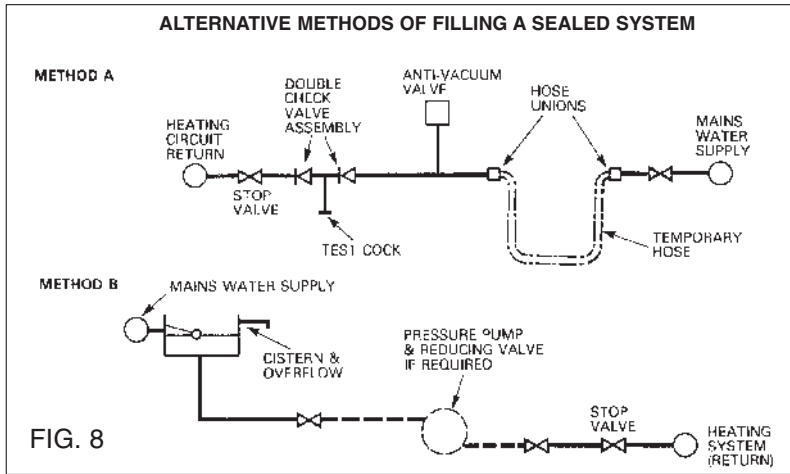 ALTERNATIVE METHODS OF FILLING A SEALED SYSTEM
METHOD A
DOUBLE
CHECK
VALVE
ASSEMBLY
ANTI-VACUUM
VALVE
HOSE
UNIONS
MAINS
WATER
SUPPLY
HEATING
CIRCUIT
RETURN
STOP
VALVE
TEST COCK
TEMPORARY
HOSE
METHOD B
MAINS WATER SUPPLY
CISTERN &
OVERFLOW
PRESSURE PUMP
& REDUCING VALVE
IF REQUIRED
STOP
VALVE
HEATING
SYSTEM
(RETURN)
FIG. 8